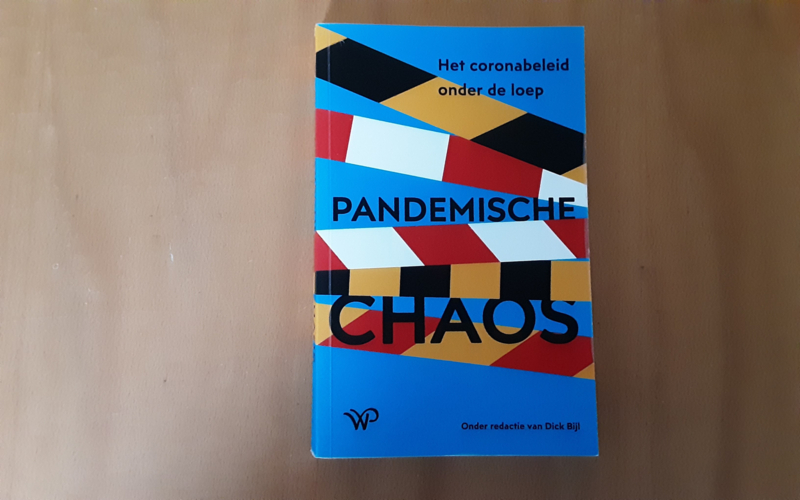 Het coronabeleid
onder de loep
PANDEMISCHE
CHAOS
WP
Onder redactie van Dick Bijl